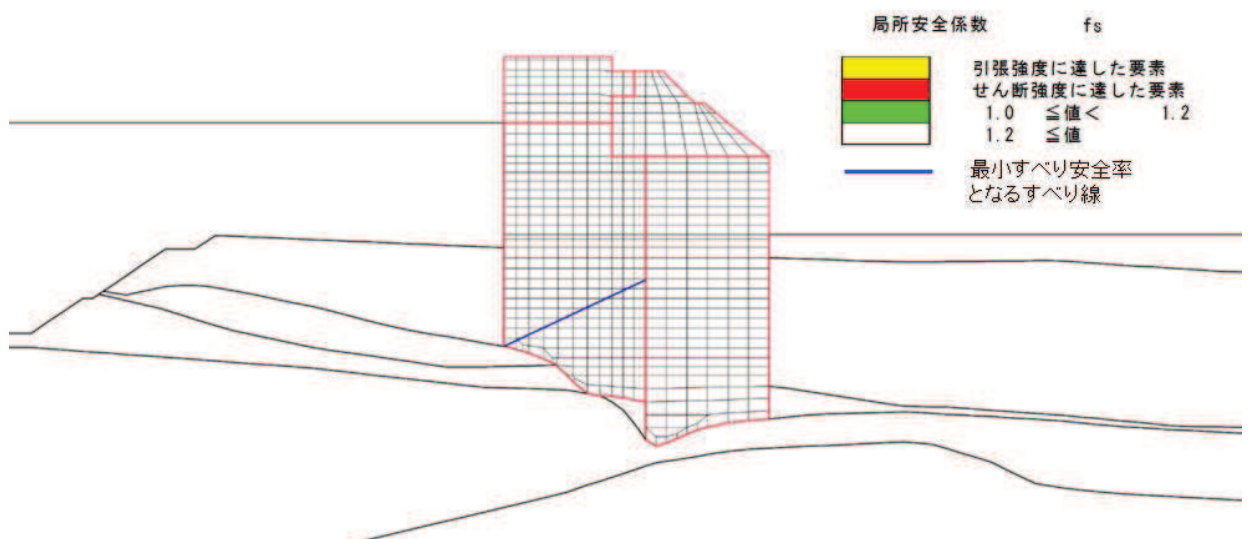 局所安全係数 fs
引張強度に達した要素
せん断強度に達した要素
1.0 ≦値< 1.2
1.2 ≦値
最小すべり安全率
となるすべり線